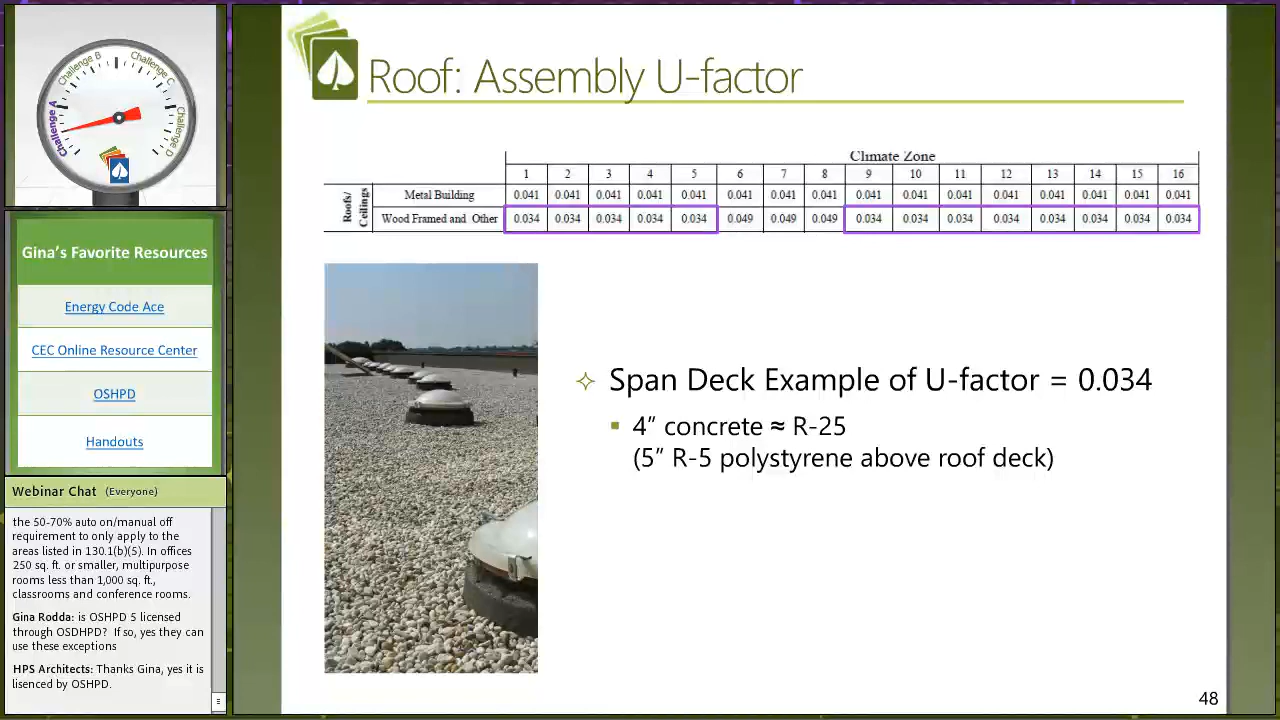 Challenge A
Challenge B
Challenge C
Challenge D
Gina's Favorite Resources
Energy Code Ace
CEC Online Resource Center
OSHPD
Handouts
Webinar Chat (Everyone)
the 50-70% auto on/manual off
requirement to only apply to the
areas listed in 130.1(b)(5). In offices
250 sq. ft. or smaller, multipurpose
rooms less than 1,000 sq. ft.,
classrooms and conference rooms.
Gina Rodda: is OSHPD 5 licensed
through OSDHPD? If so, yes they can
use these exceptions
HPS Architects: Thanks Gina, yes it is
lisenced by OSHPD.
Roof: Assembly U-factor
Climate Zone
1 2 3 4 5 6 7 8 9 10 11 12 13 14 15 16
Roofs/
Ceilings
Metal Building 0.041 0.041 0.041 0.041 0.041 0.041 0.041 0.041 0.041 0.041 0.041 0.041 0.041 0.041 0.041 0.041
Wood Framed and Other 0.034 0.034 0.034 0.034 0.034 0.049 0.049 0.049 0.034 0.034 0.034 0.034 0.034 0.034 0.034 0.034
Span Deck Example of U-factor = 0.034
4" concrete ≈ R-25
(5" R-5 polystyrene above roof deck)
48